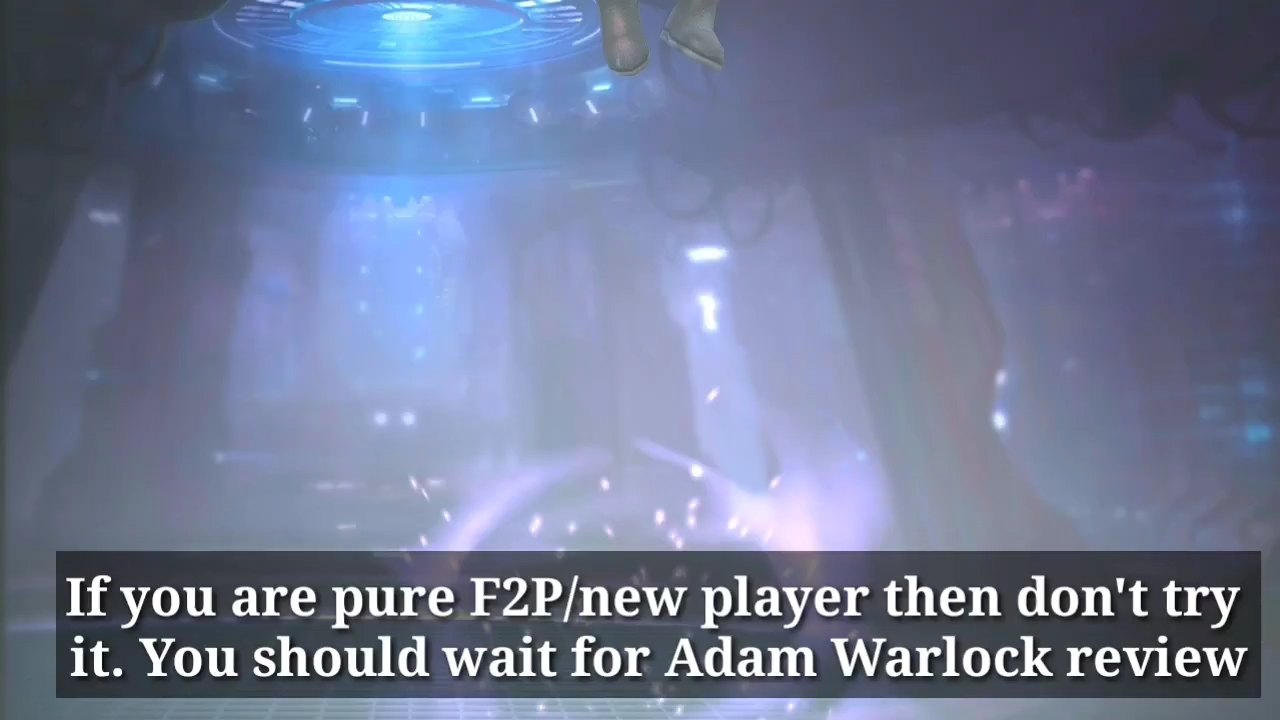 If you are pure F2P/new player then don't try
it. You should wait for Adam Warlock review